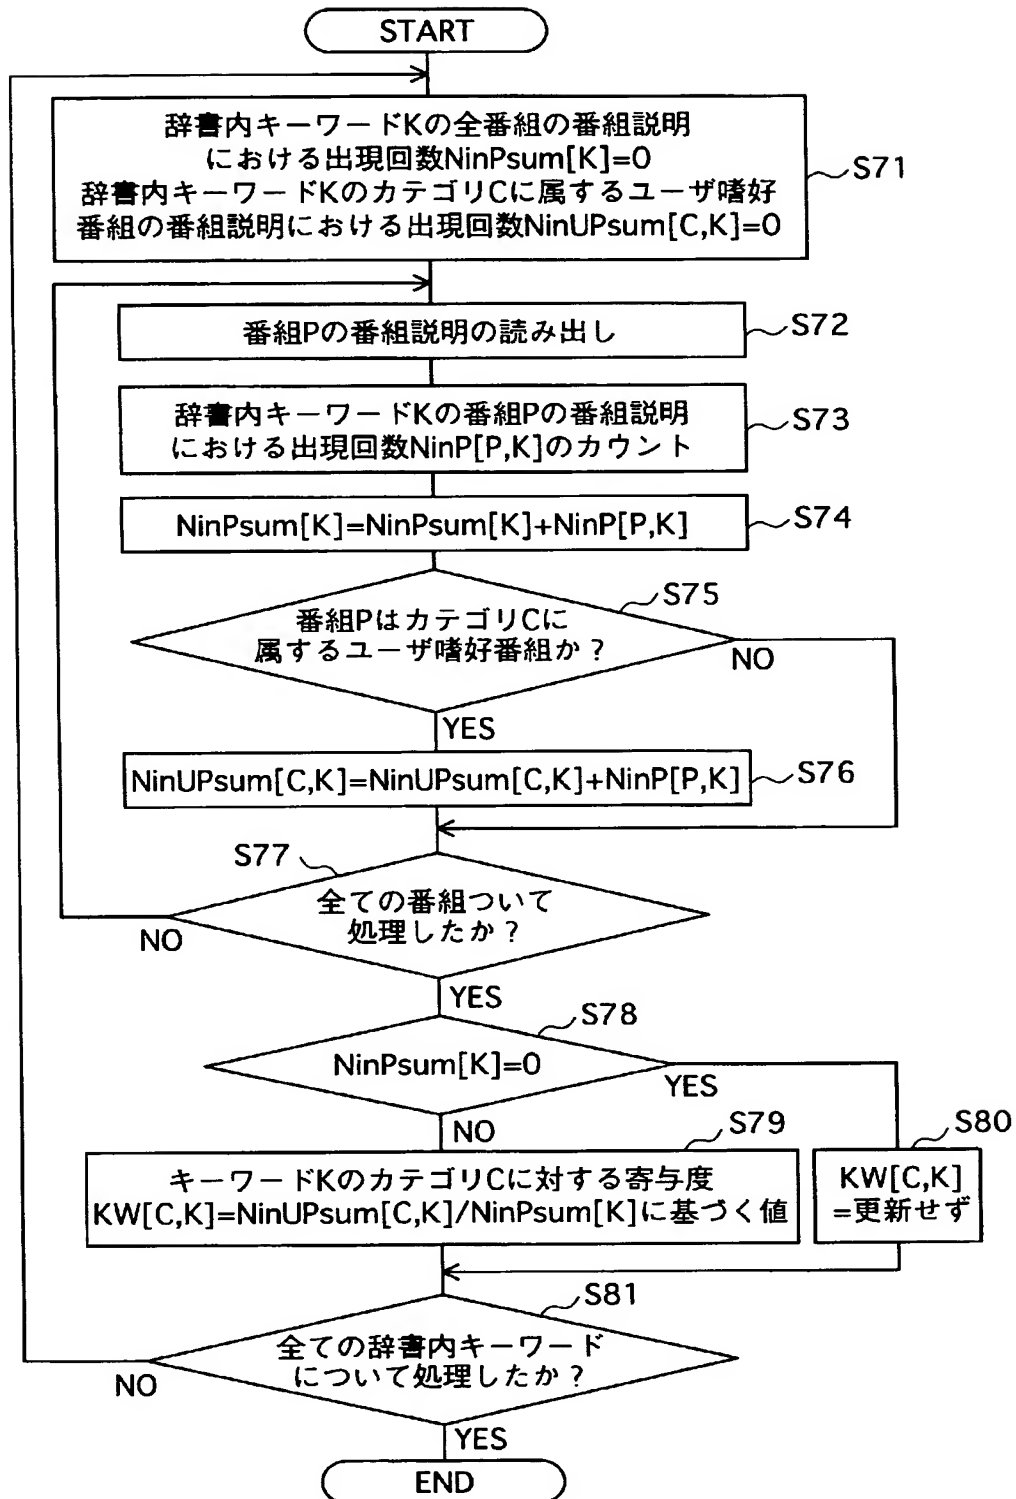 START
辞書内キーワードKの全番組の番組説明
における出現回数NinPsum[K]=0
辞書内キーワードKのカテゴリCに属するユーザ嗜好
番組の番組説明における出現回数NinUPsum[C,K]=0
S71
番組Pの番組説明の読み出し
S72
辞書内キーワードKの番組Pの番組説明
における出現回数NinP[P,K]のカウント
S73
NinPsum[K]=NinPsum[K]+NinP[P,K]
S74
S75
番組PはカテゴリCに
属するユーザ嗜好番組か？
NO
YES
NinUPsum[C,K]=NinUPsum[C,K]+NinP[P,K]
S76
S77
全ての番組ついて
処理したか？
NO
YES
S78
NinPsum[K]=0
YES
NO
S79
S80
キーワードKのカテゴリCに対する寄与度
KW[C,K]=NinUPsum[C,K]/NinPsum[K]に基づく値
KW[C,K]
=更新せず
S81
全ての辞書内キーワード
について処理したか？
NO
YES
END